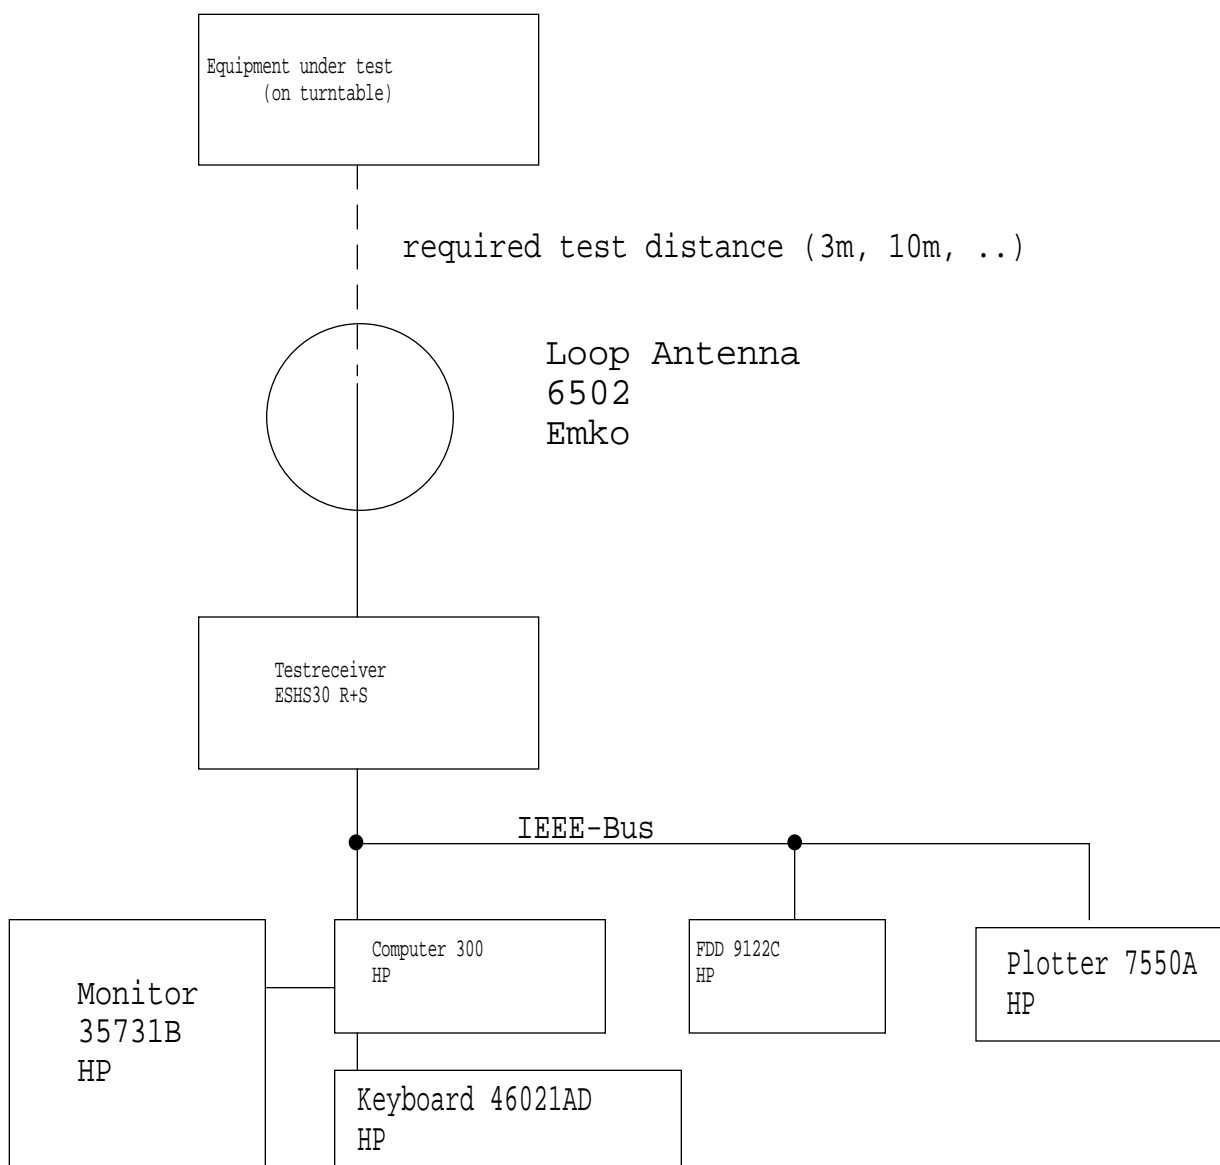 Equipment under test
(on turntable)
required test distance (3m, 10m, ..)
Loop Antenna
6502
Emko
Testreceiver
ESHS30 R+S
IEEE-Bus
Computer 300
HP
FDD 9122C
HP
Plotter 7550A
HP
Monitor
35731B
HP
Keyboard 46021AD
HP